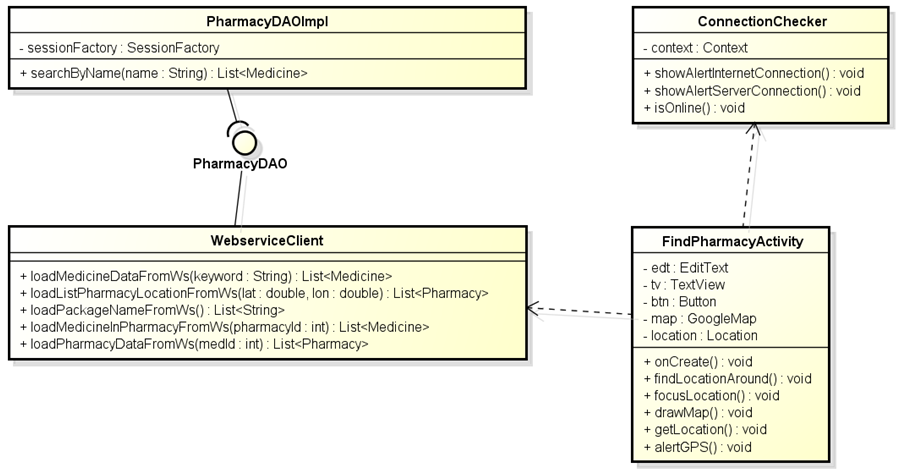 PharmacyDAOImpl
- sessionFactory : SessionFactory
+ searchByName(name : String) : List<Medicine>
PharmacyDAO
WebserviceClient
+ loadMedicineDataFromWs(keyword : String) : List<Medicine>
+ loadListPharmacyLocationFromWs(lat : double, lon : double) : List<Pharmacy>
+ loadPackageNameFromWs() : List<String>
+ loadMedicineInPharmacyFromWs(pharmacyId : int) : List<Medicine>
+ loadPharmacyDataFromWs(medId : int) : List<Pharmacy>
ConnectionChecker
- context : Context
+ showAlertInternetConnection() : void
+ showAlertServerConnection() : void
+ isOnline() : void
FindPharmacyActivity
- edt : EditText
- tv : TextView
- btn : Button
- map : GoogleMap
- location : Location
+ onCreate() : void
+ findLocationAround() : void
+ focusLocation() : void
+ drawMap() : void
+ getLocation() : void
+ alertGPS() : void